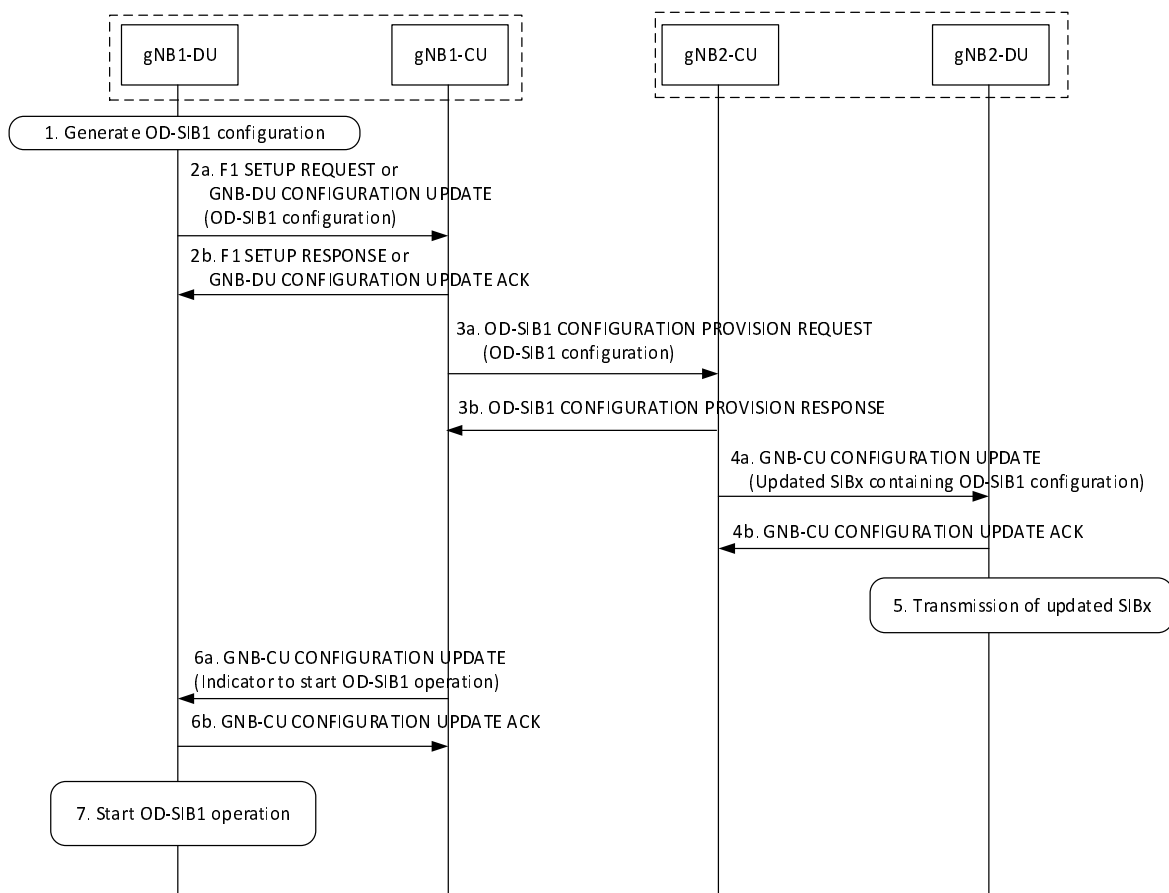 gNB1-DU
gNB1-CU
gNB2-CU
gNB2-DU
1. Generate OD-SIB1 configuration
2a. F1 SETUP REQUEST or
GNB-DU CONFIGURATION UPDATE
(OD-SIB1 configuration)
2b. F1 SETUP RESPONSE or
GNB-DU CONFIGURATION UPDATE ACK
3a. OD-SIB1 CONFIGURATION PROVISION REQUEST
(OD-SIB1 configuration)
3b. OD-SIB1 CONFIGURATION PROVISION RESPONSE
4a. GNB-CU CONFIGURATION UPDATE
(Updated SIBx containing OD-SIB1 configuration)
4b. GNB-CU CONFIGURATION UPDATE ACK
5. Transmission of updated SIBx
6a. GNB-CU CONFIGURATION UPDATE
(Indicator to start OD-SIB1 operation)
6b. GNB-CU CONFIGURATION UPDATE ACK
7. Start OD-SIB1 operation